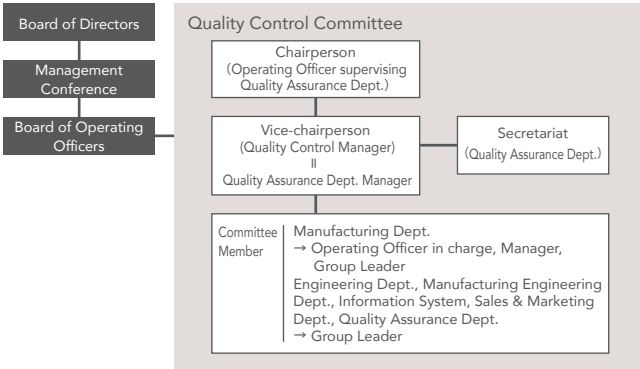 Board of Directors
Management
Conference
Board of Operating
Officers
Quality Control Committee
Chairperson
(Operating Officer supervising
Quality Assurance Dept.)
Vice-chairperson
(Quality Control Manager)
=
Quality Assurance Dept. Manager
Secretariat
(Quality Assurance Dept.)
Committee
Member
Manufacturing Dept.
→ Operating Officer in charge, Manager,
Group Leader
Engineering Dept., Manufacturing Engineering
Dept., Information System, Sales & Marketing
Dept., Quality Assurance Dept.
→ Group Leader